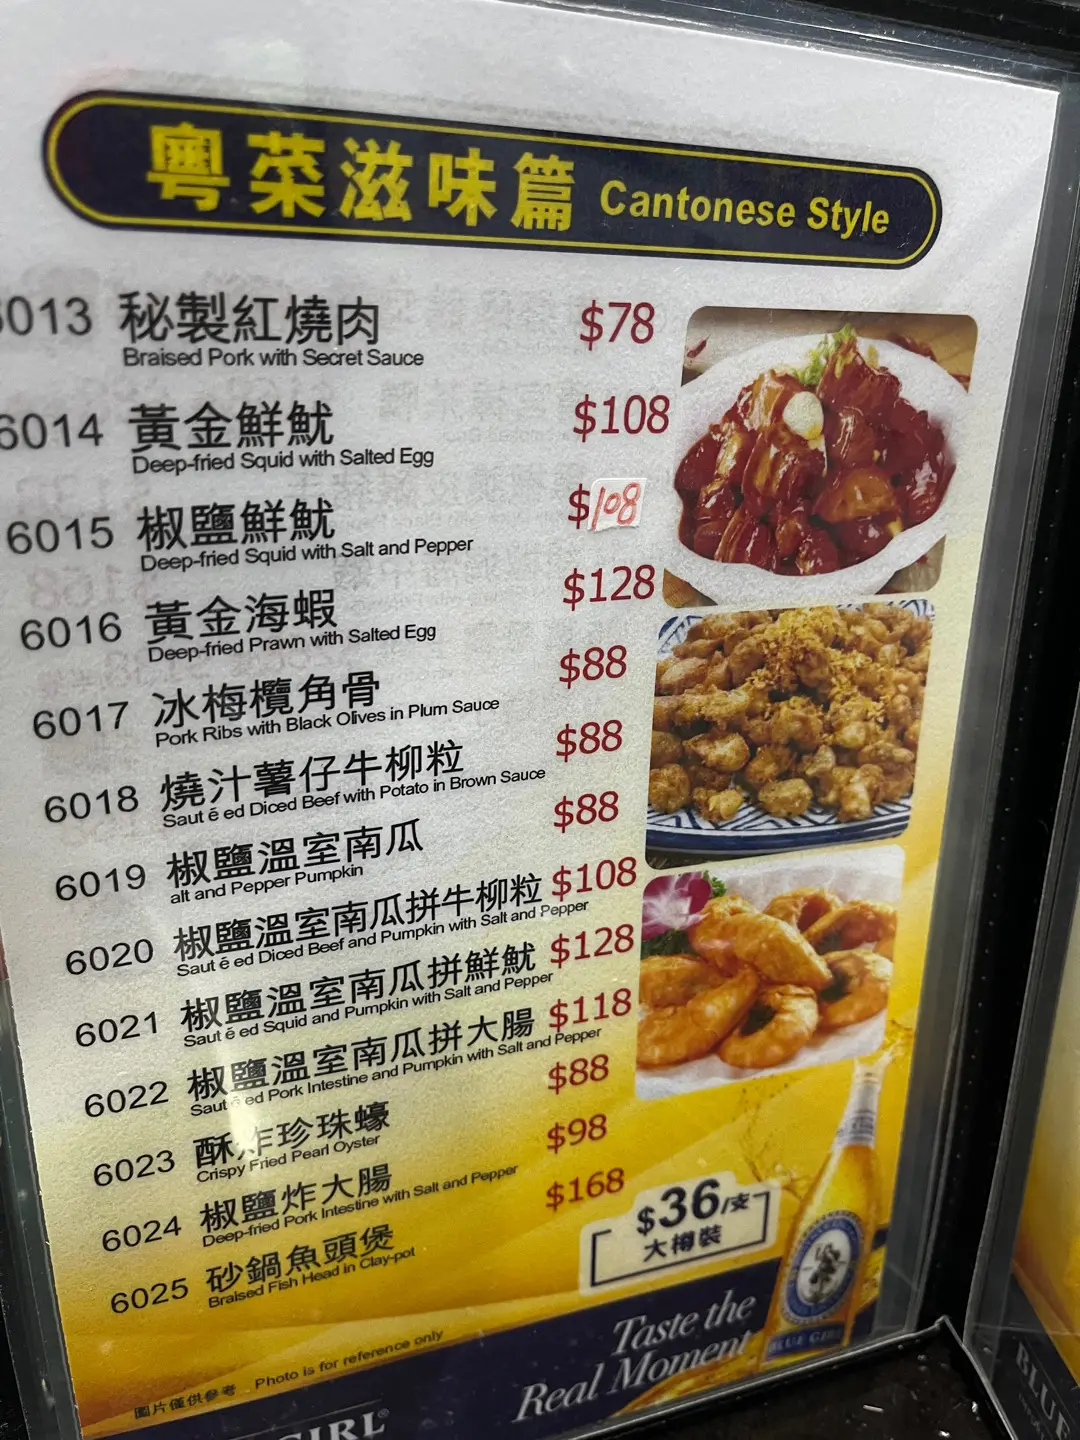 粵菜滋味篇 Cantonese Style
6013 秘製紅燒肉 $78
Braised Pork with Secret Sauce
6014 黃金鮮魷 $108
Deep-fried Squid with Salted Egg
6015 椒鹽鮮魷 $108
Deep-fried Squid with Salt and Pepper
6016 黃金海蝦 $128
Deep-fried Prawn with Salted Egg
6017 冰梅欖角骨 $88
Pork Ribs with Black Olives in Plum Sauce
6018 燒汁薯仔牛柳粒 $88
Saut é ed Diced Beef with Potato in Brown Sauce
6019 椒鹽溫室南瓜 $88
alt and Pepper Pumpkin
6020 椒鹽溫室南瓜拼牛柳粒 $108
Saut é ed Diced Beef and Pumpkin with Salt and Pepper
6021 椒鹽溫室南瓜拼鮮魷 $128
Saut é ed Squid and Pumpkin with Salt and Pepper
6022 椒鹽溫室南瓜拼大腸 $118
Saut é ed Pork Intestine and Pumpkin with Salt and Pepper
6023 酥炸珍珠蠔 $88
Crispy Fried Pearl Oyster
6024 椒鹽炸大腸 $98
Deep-fried Pork Intestine with Salt and Pepper
6025 砂鍋魚頭煲 $168
Braised Fish Head in Clay-pot
$36/支
大樽裝
BLUE GIRL
Taste the
Real Moment
圖片僅供參考 Photo is for reference only
GIRL®
BLUE